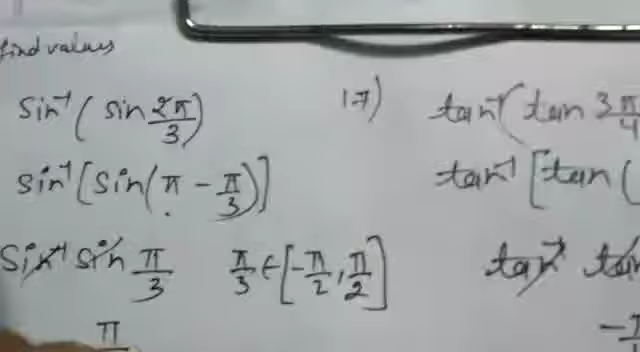 find values
sin⁻¹(sin 2π/3)
sin⁻¹[sin(π - π/3)]
sin⁻¹ sin π/3   π/3 ∈ [-π/2, π/2]
π
17) tan⁻¹(tan 3π/4
tan⁻¹[tan(
tan⁻¹ tan